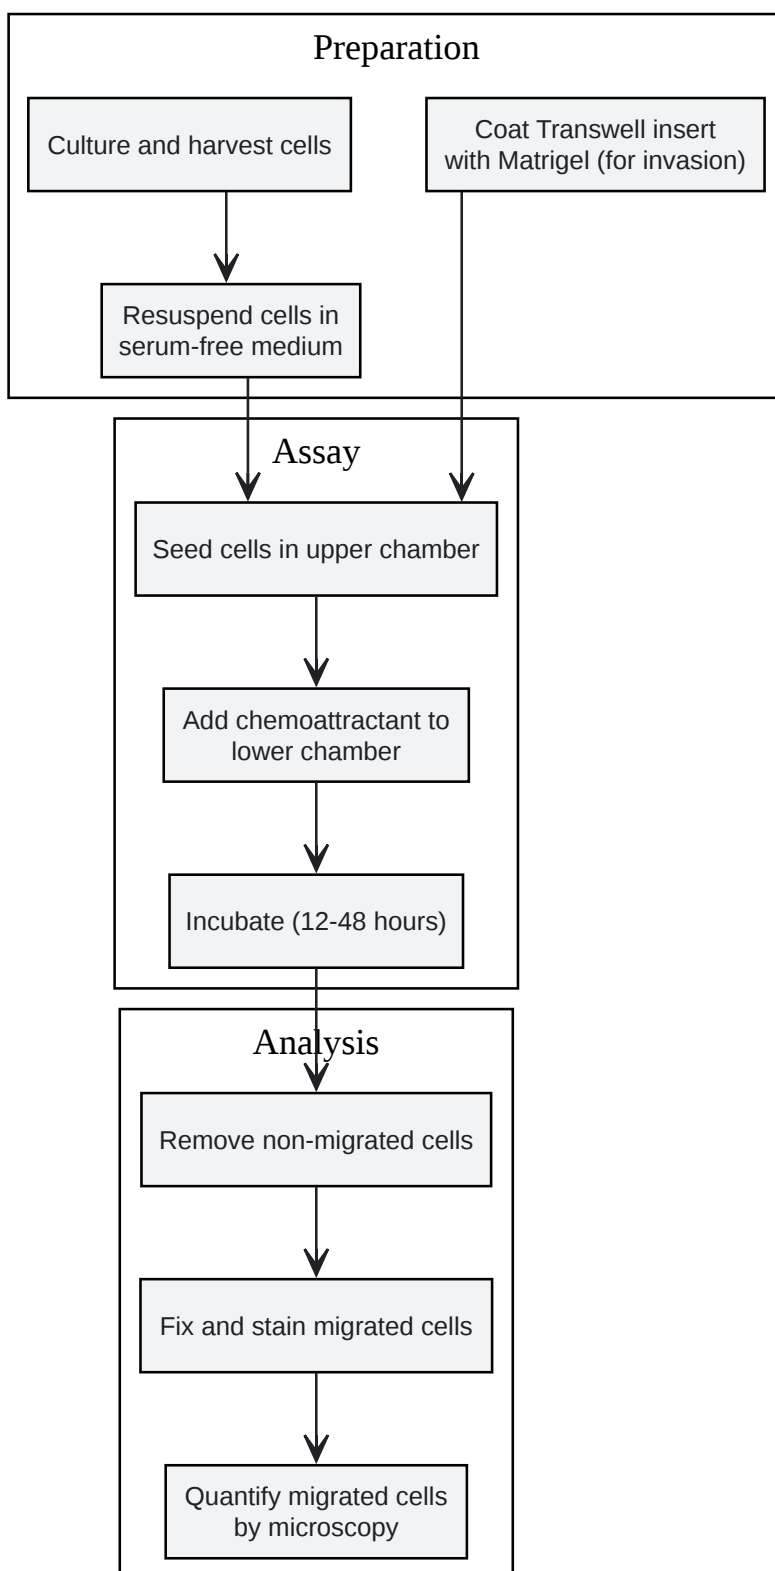 Preparation
Culture and harvest cells
Coat Transwell insert
with Matrigel (for invasion)
Resuspend cells in
serum-free medium
Assay
Seed cells in upper chamber
Add chemoattractant to
lower chamber
Incubate (12-48 hours)
Analysis
Remove non-migrated cells
Fix and stain migrated cells
Quantify migrated cells
by microscopy